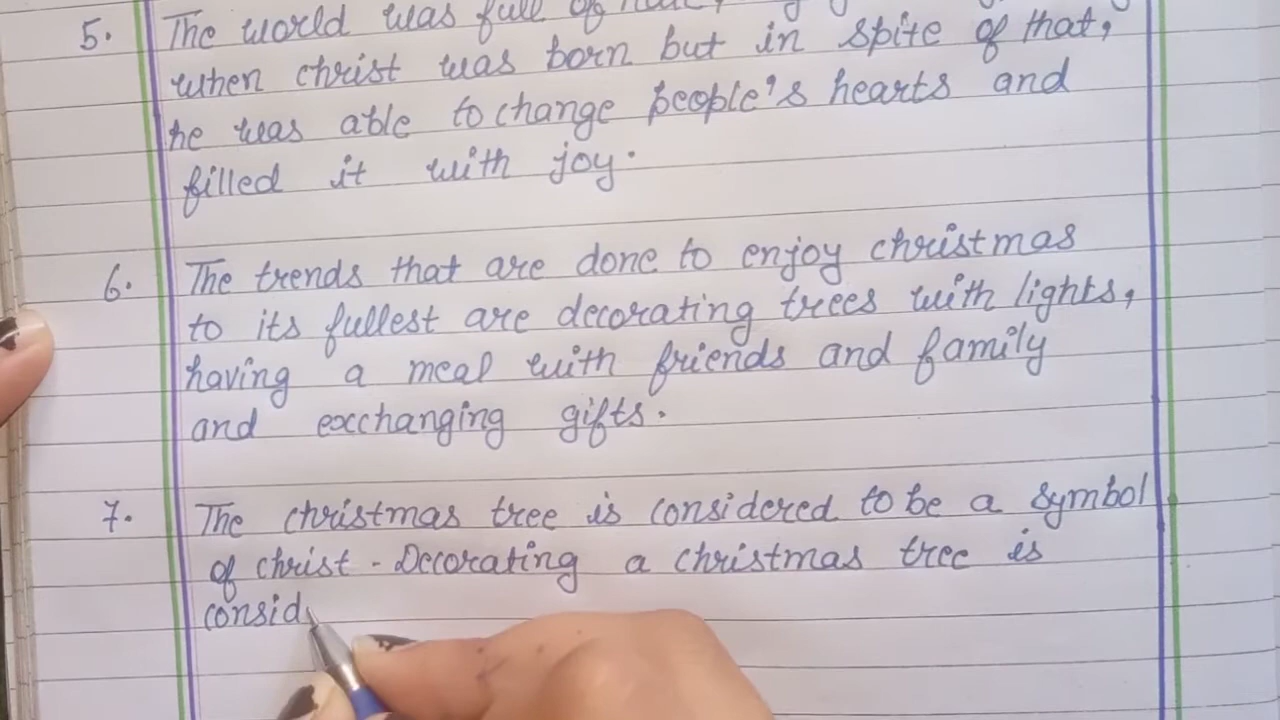 5. The world was full of
when christ was born but in spite of that,
he was able to change people's hearts and
filled it with joy.
6. The trends that are done to enjoy christmas
to its fullest are decorating trees with lights,
having a meal with friends and family
and exchanging gifts.
7. The christmas tree is considered to be a symbol
of christ. Decorating a christmas tree is
consid